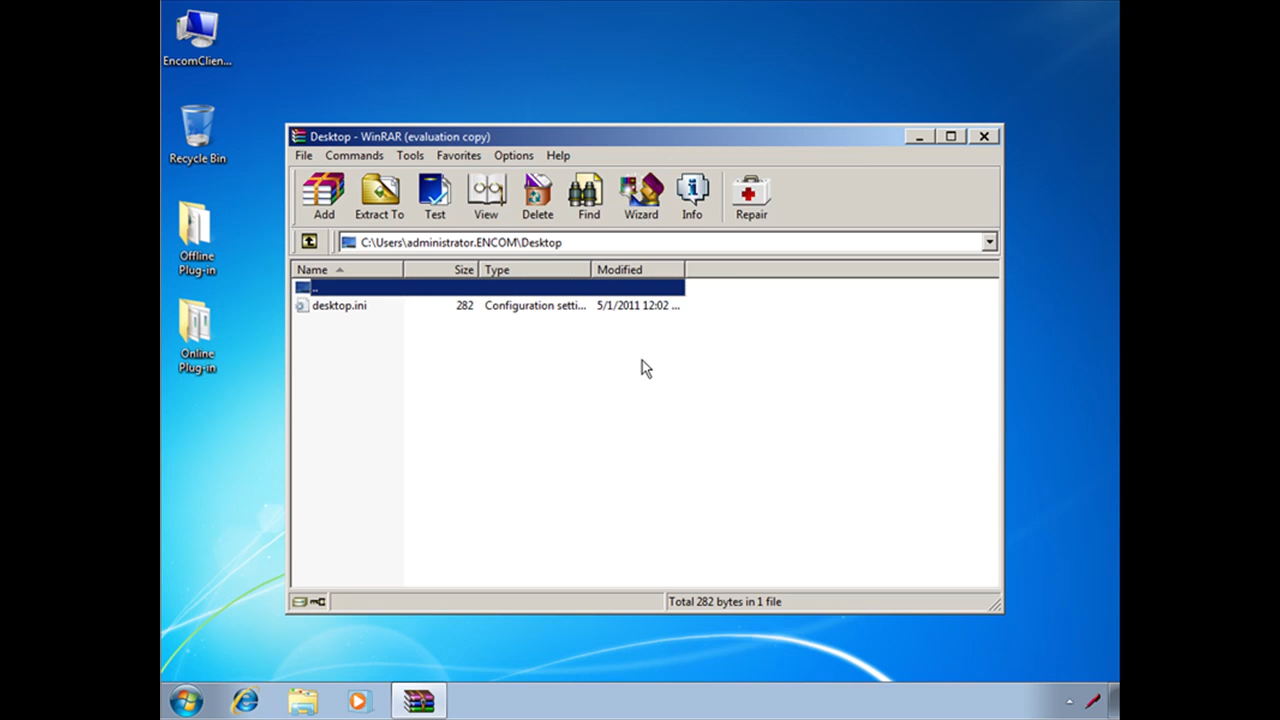 EncomClien...
Recycle Bin
Offline
Plug-in
Online
Plug-in
Desktop - WinRAR (evaluation copy)
File Commands Tools Favorites Options Help
Add Extract To Test View Delete Find Wizard Info Repair
C:\Users\administrator.ENCOM\Desktop
Name Size Type Modified
..
desktop.ini 282 Configuration setti... 5/1/2011 12:02 ...
Total 282 bytes in 1 file